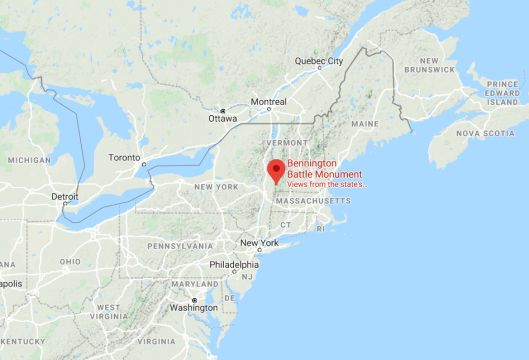 Quebec City
NEW
BRUNSWICK
PRINCE
EDWARD
ISLAND
Ottawa
Montreal
MAINE
NOVA SCOTIA
VERMONT
Toronto
MICHIGAN
Bennington
Battle Monument
Views from the state's...
Detroit
NEW YORK
MASSACHUSETTS
CT
RI
PENNSYLVANIA
New York
OHIO
Philadelphia
NJ
apolis
MARYLAND
DE
WEST
VIRGINIA
Washington
KENTUCKY
VIRGINIA
ANA